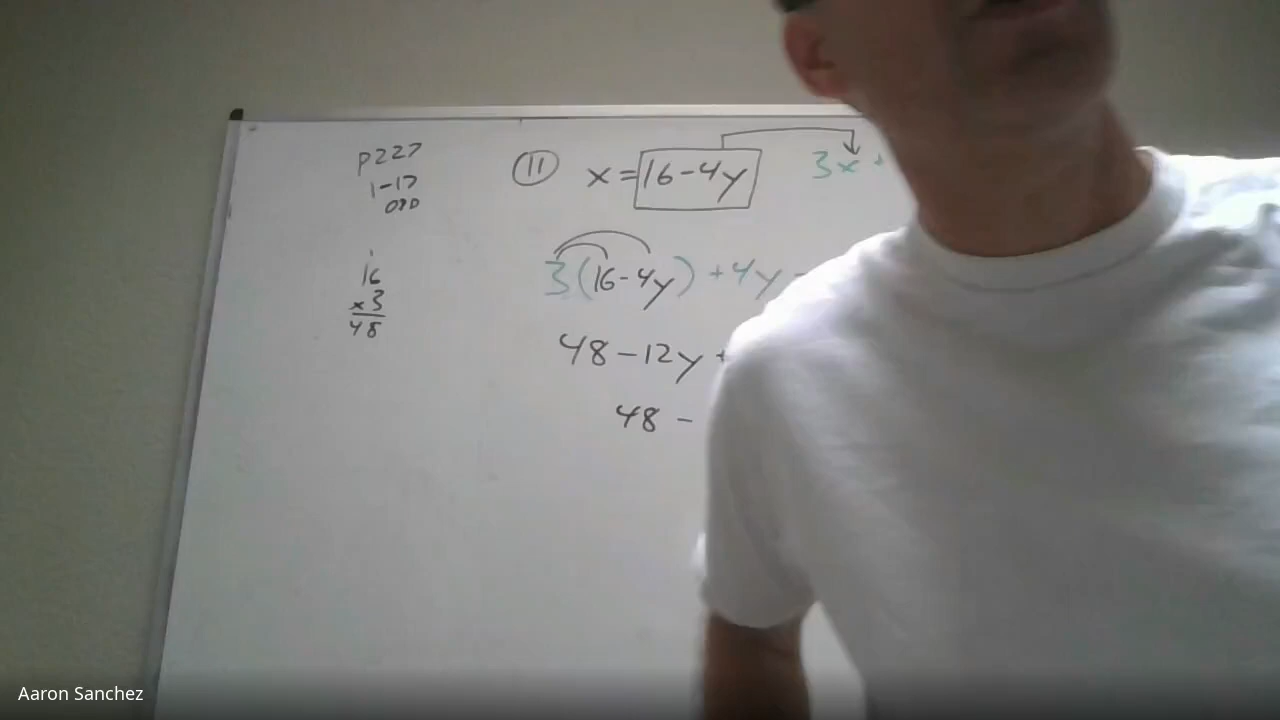 p227
1-17
ODD
11 x=16-4y 3x+
1
16
x3
48
3(16-4y)+4y-
48-12y+
48-
Aaron Sanchez